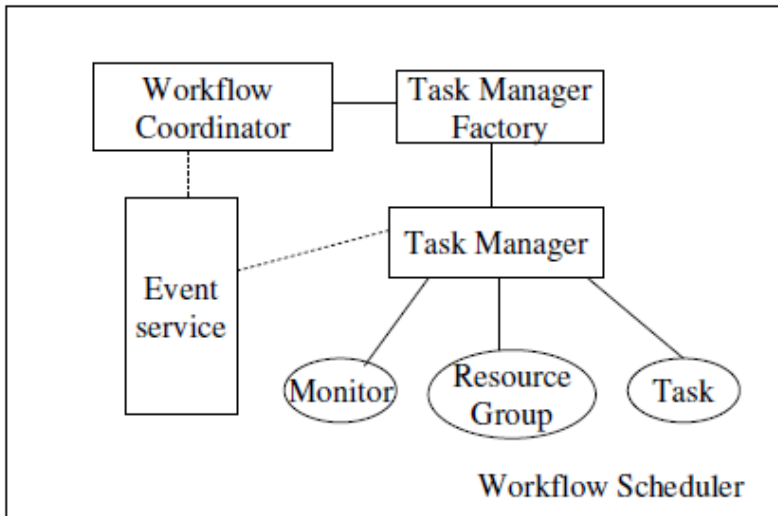 Workflow
Coordinator
Task Manager
Factory
Task Manager
Event
service
Monitor
Resource
Group
Task
Workflow Scheduler